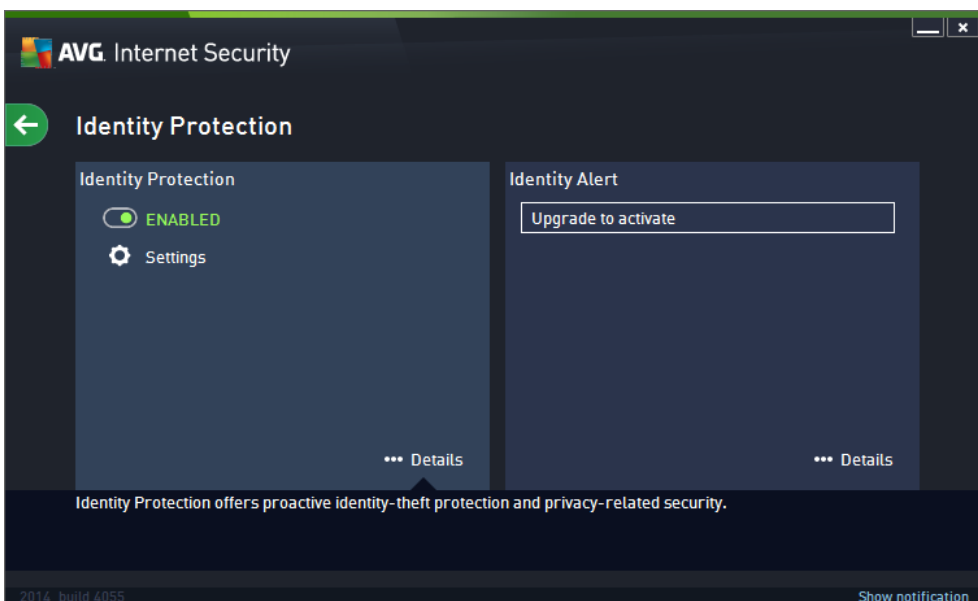 AVG. Internet Security
Identity Protection
Identity Protection
ENABLED
Settings
••• Details
Identity Alert
Upgrade to activate
••• Details
Identity Protection offers proactive identity-theft protection and privacy-related security.
2014 build 4055
Show notification